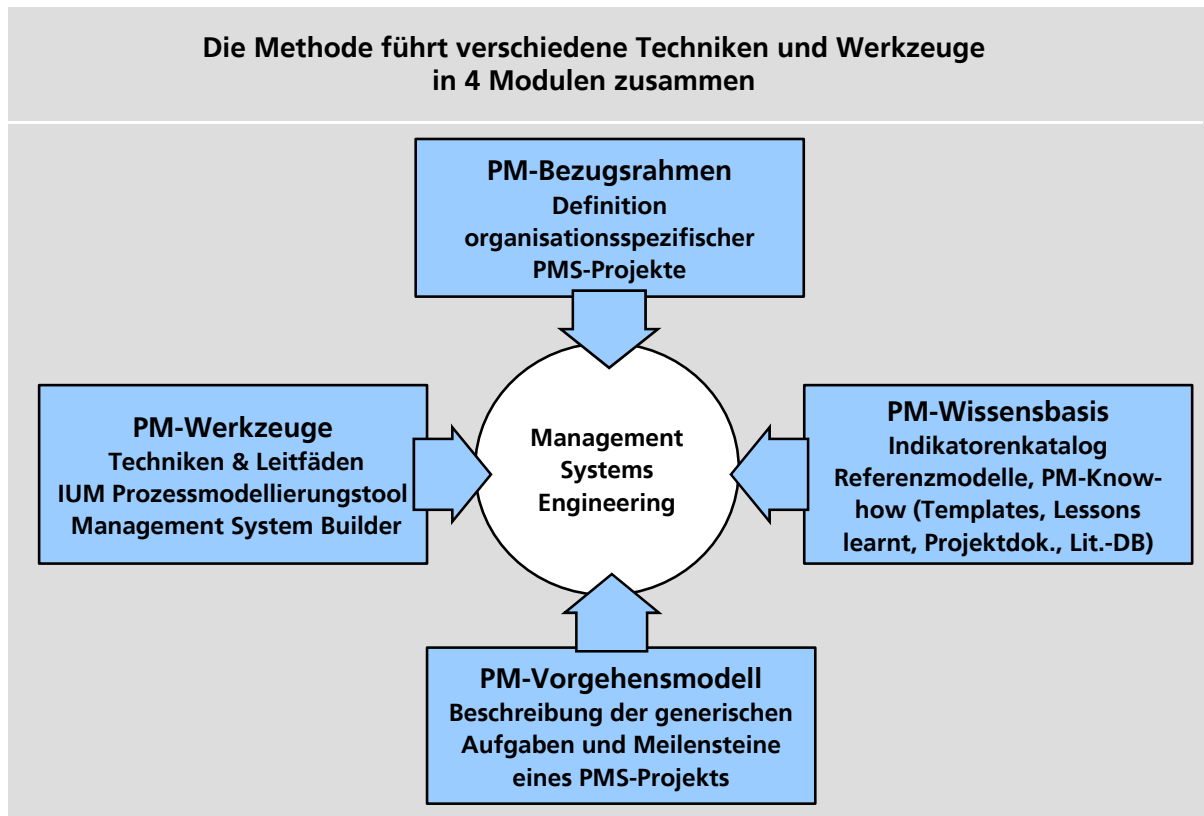 Die Methode führt verschiedene Techniken und Werkzeuge
in 4 Modulen zusammen
PM-Bezugsrahmen
Definition
organisationsspezifischer
PMS-Projekte
PM-Werkzeuge
Techniken & Leitfäden
IUM Prozessmodellierungstool
Management System Builder
Management
Systems
Engineering
PM-Wissensbasis
Indikatorenkatalog
Referenzmodelle, PM-Know-
how (Templates, Lessons
learnt, Projektdok., Lit.-DB)
PM-Vorgehensmodell
Beschreibung der generischen
Aufgaben und Meilensteine
eines PMS-Projekts